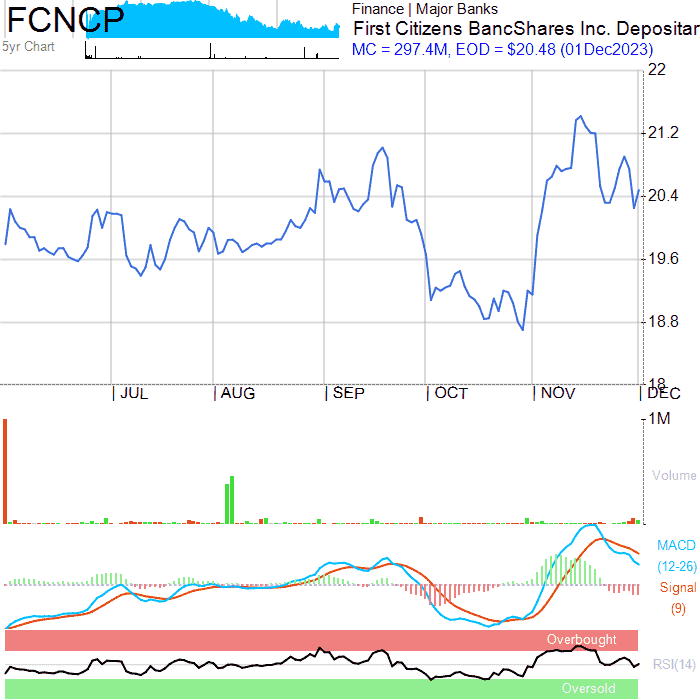 FCNCP
Finance | Major Banks
First Citizens BancShares Inc. Depositar
5yr Chart
MC = 297.4M, EOD = $20.48 (01Dec2023)
22
21.2
20.4
19.6
18.8
18
JUL AUG SEP OCT NOV DEC
1M
Volume
MACD
(12-26)
Signal
(9)
Overbought
RSI(14)
Oversold